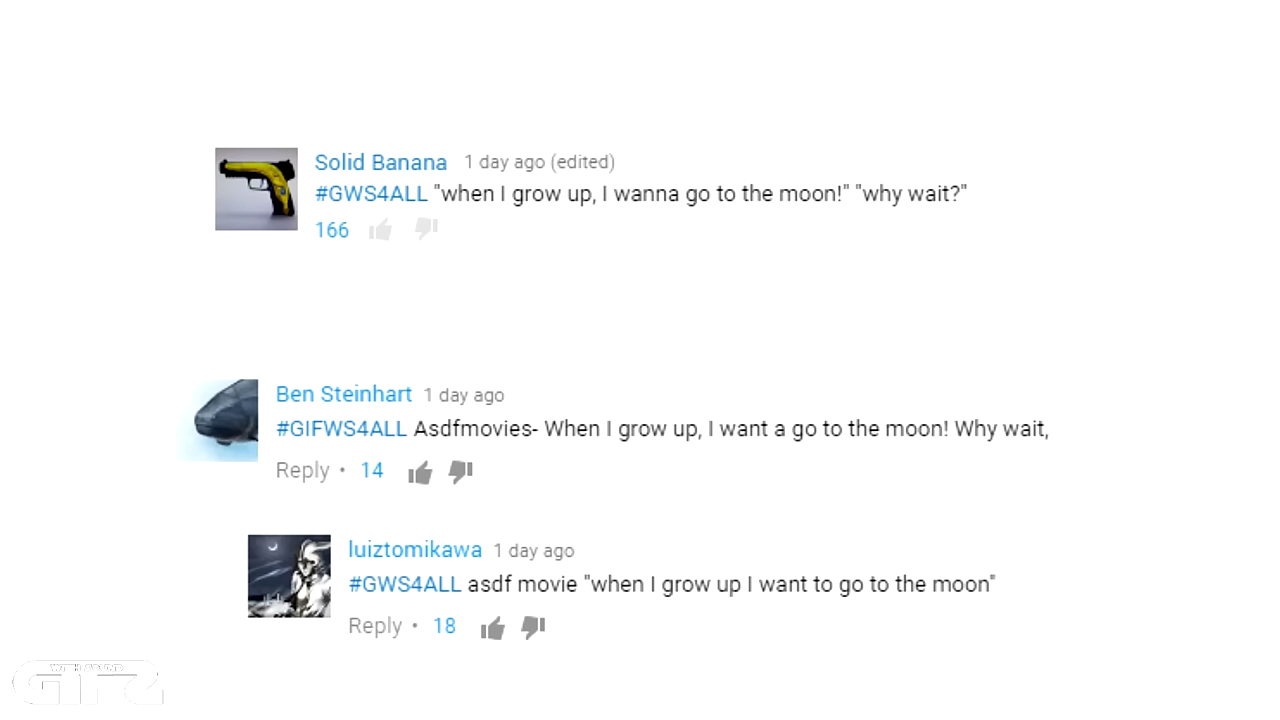 Solid Banana 1 day ago (edited)
#GWS4ALL "when I grow up, I wanna go to the moon!" "why wait?"
166
Ben Steinhart 1 day ago
#GIFWS4ALL Asdfmovies- When I grow up, I want a go to the moon! Why wait,
Reply • 14
luiztomikawa 1 day ago
#GWS4ALL asdf movie "when I grow up I want to go to the moon"
Reply • 18
GIFZ